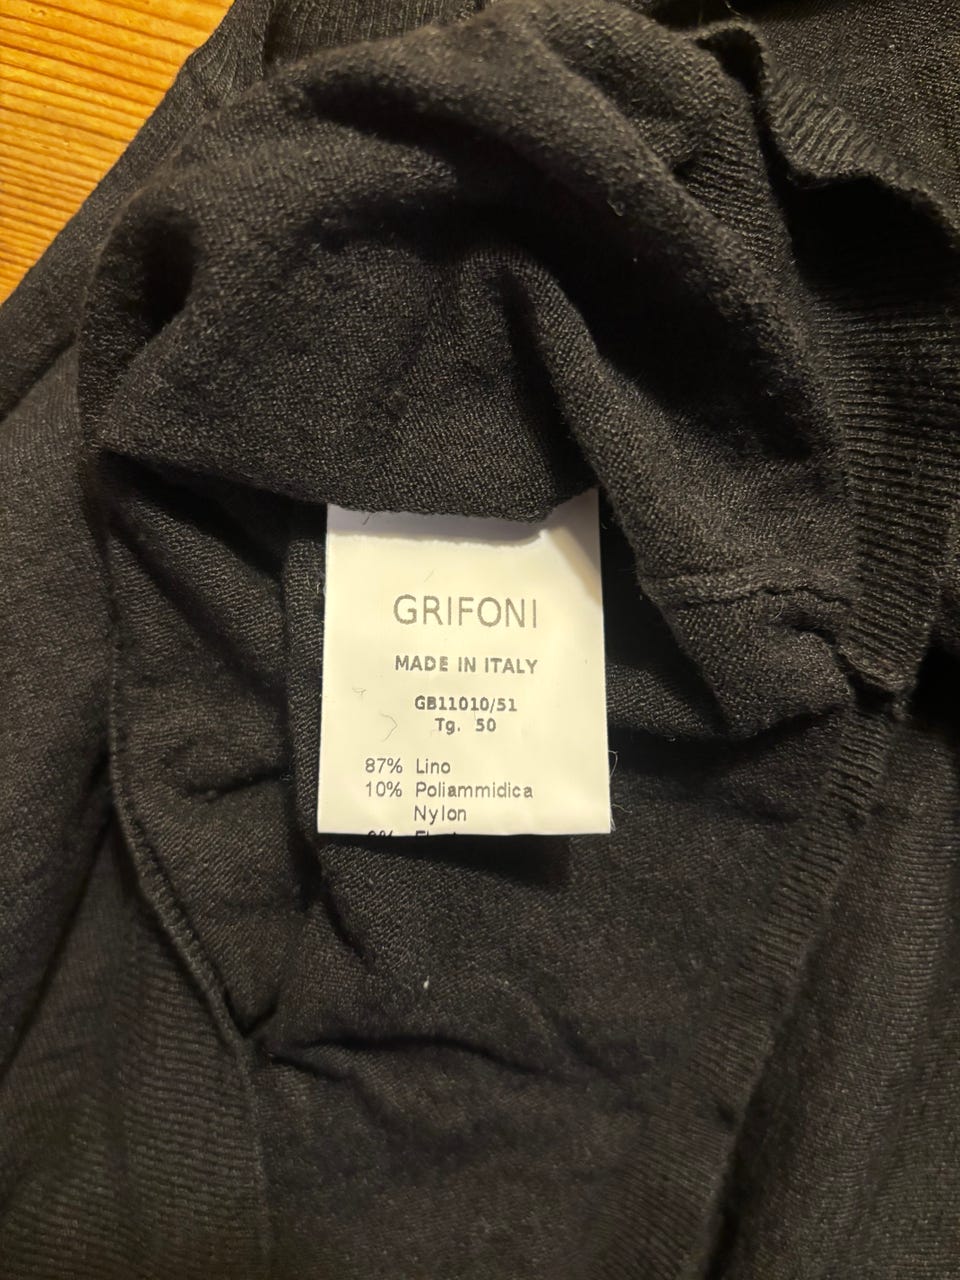 GRIFONI
MADE IN ITALY
GB11010/51
Tg. 50
87% Lino
10% Poliammidica
Nylon